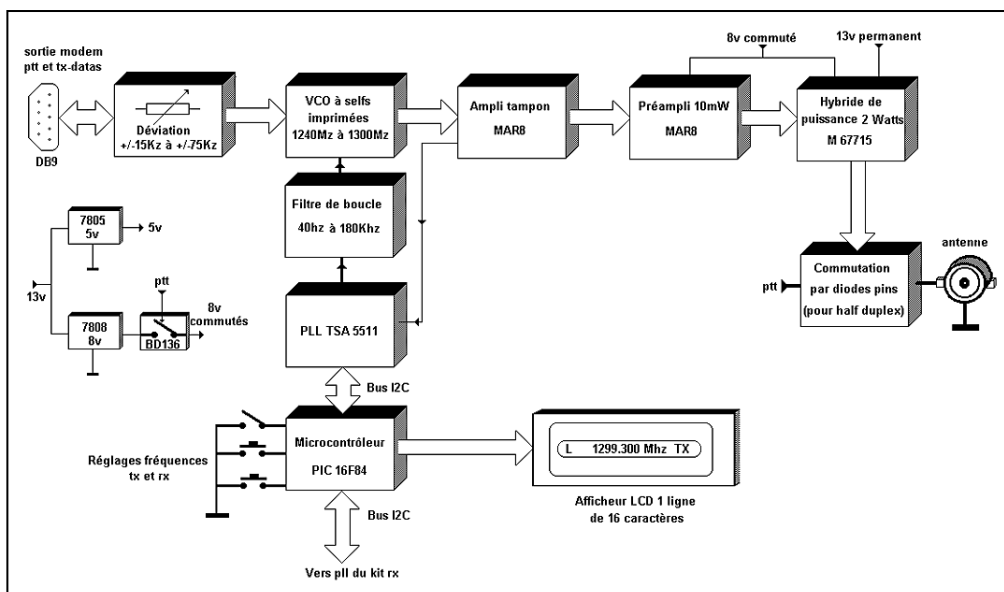 sortie modem
ptt et tx-datas
DB9
Déviation
+/-15Kz à +/-75Kz
VCO à selfs
imprimées
1240Mz à 1300Mz
Ampli tampon
MAR8
8v commuté
13v permanent
Préampli 10mW
MAR8
Hybride de
puissance 2 Watts
M 67715
Filtre de boucle
40hz à 180Khz
7805
5v
5v
13v
ptt
7808
8v
BD136
8v
commutés
PLL TSA 5511
ptt
Commutation
par diodes pins
(pour half duplex)
antenne
Bus I2C
Réglages fréquences
tx et rx
Microcontrôleur
PIC 16F84
L 1299.300 Mhz TX
Afficheur LCD 1 ligne
de 16 caractères
Bus I2C
Vers pll du kit rx